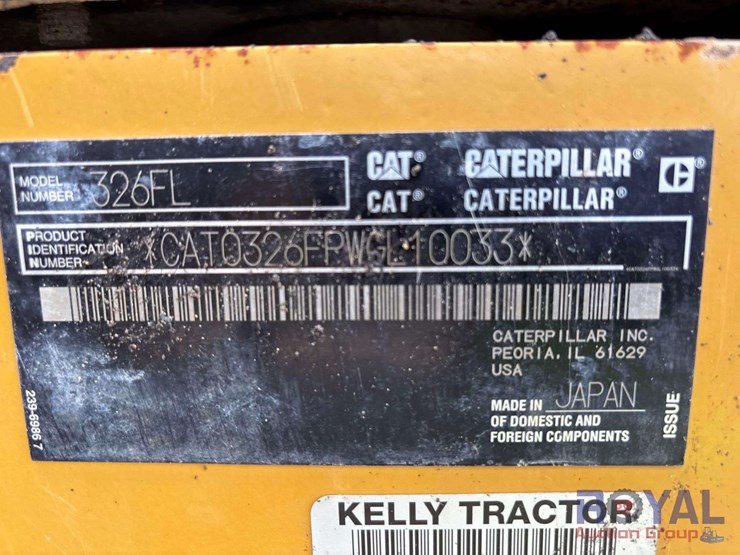 MODEL NUMBER 326FL
CAT® CATERPILLAR®
CAT® CATERPILLAR®
PRODUCT IDENTIFICATION NUMBER *CAT0326FPWGL10033*
CATERPILLAR INC.
PEORIA, IL 61629
USA
MADE IN JAPAN
OF DOMESTIC AND
FOREIGN COMPONENTS
ISSUE
239-6986 7
KELLY TRACTOR
ROYAL
Auction Group